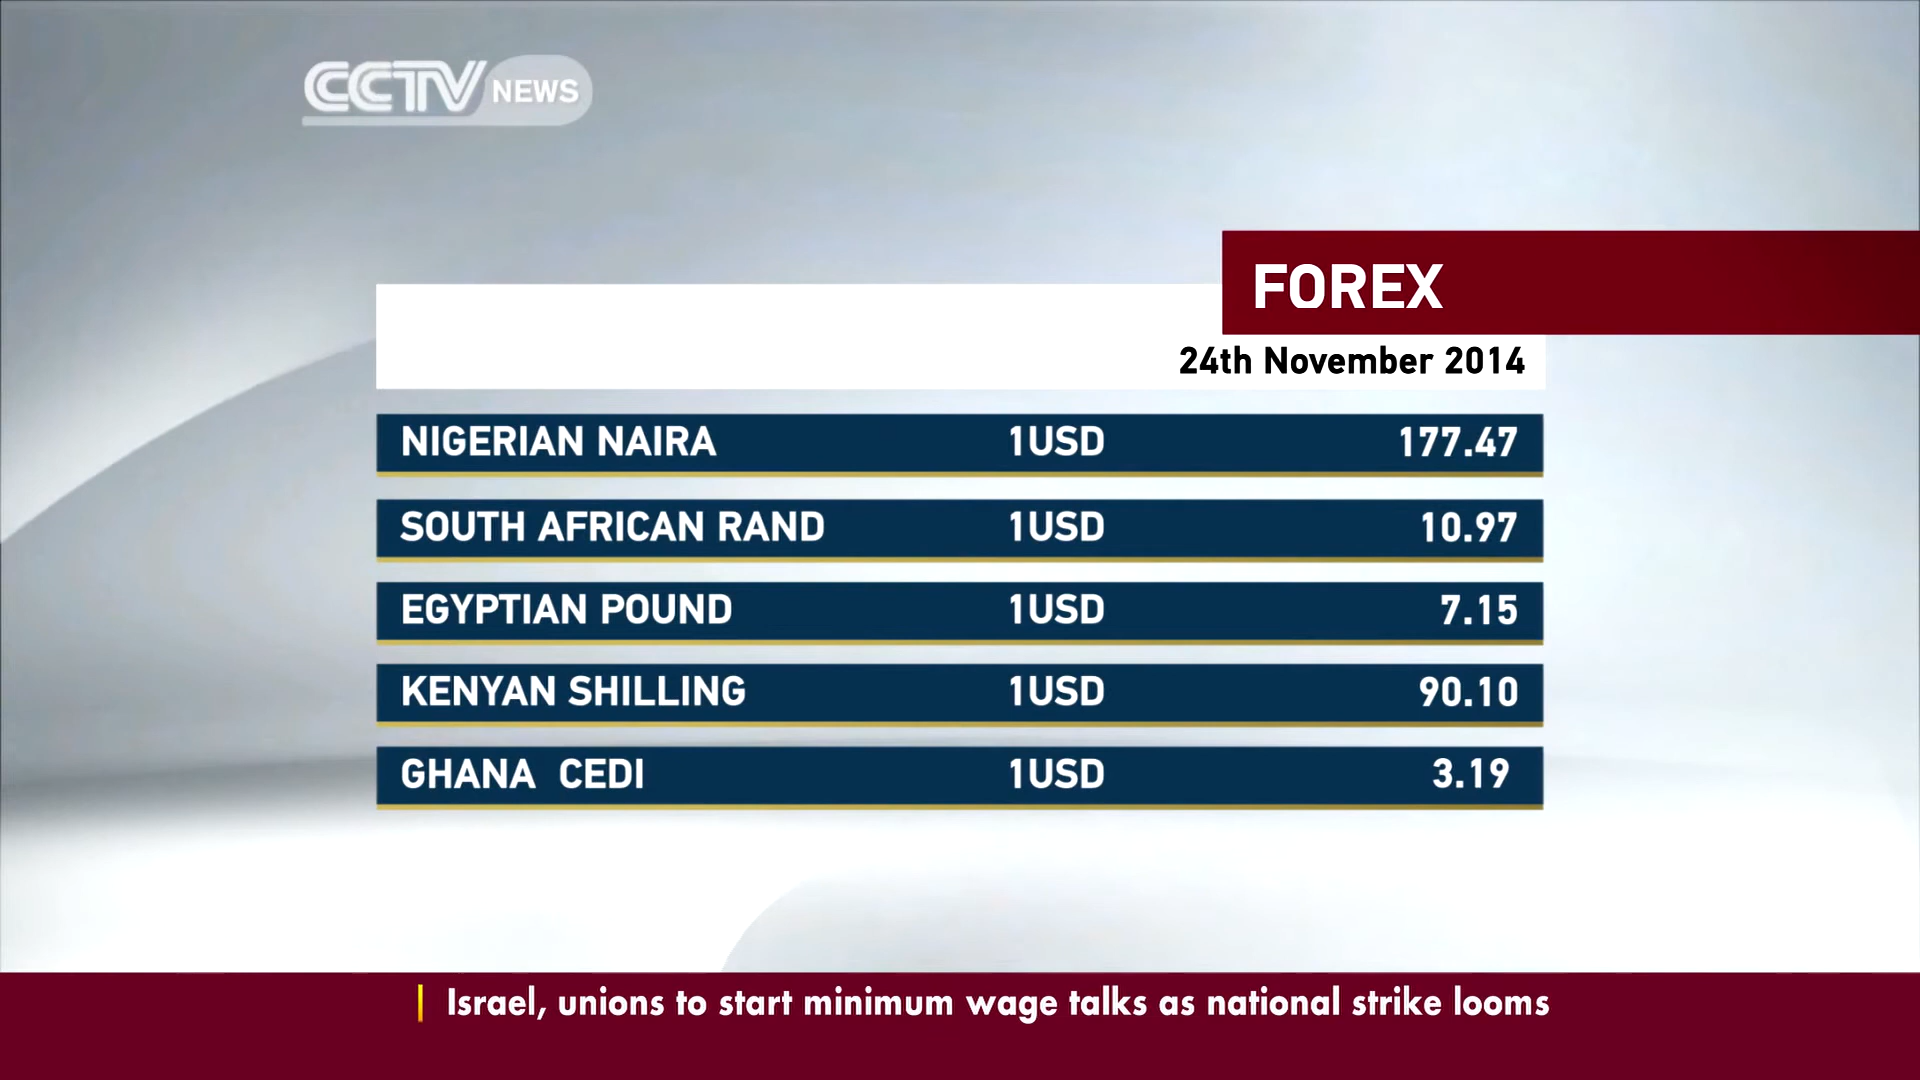 CCTV NEWS
FOREX
24th November 2014
NIGERIAN NAIRA 1USD 177.47
SOUTH AFRICAN RAND 1USD 10.97
EGYPTIAN POUND 1USD 7.15
KENYAN SHILLING 1USD 90.10
GHANA CEDI 1USD 3.19
Israel, unions to start minimum wage talks as national strike looms